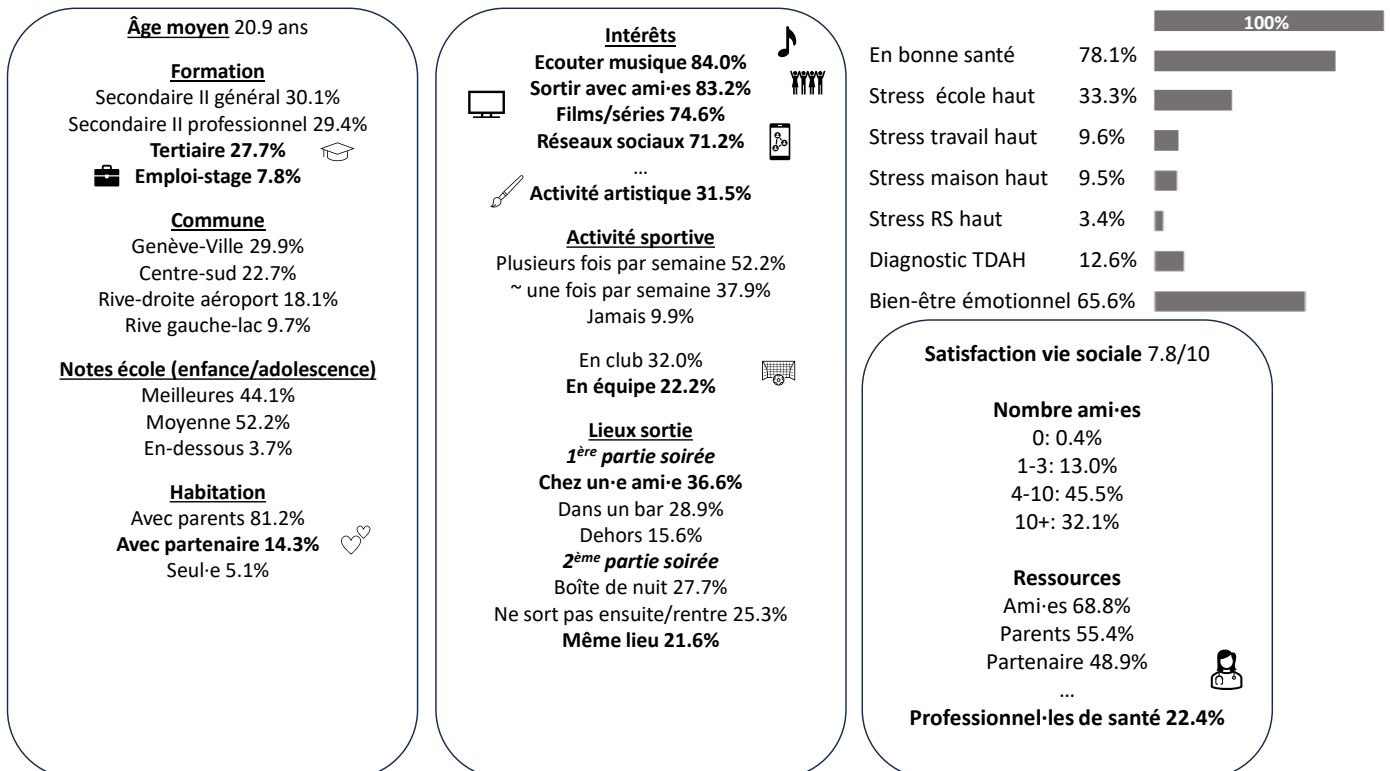 Âge moyen 20.9 ans
Formation
Secondaire II général 30.1%
Secondaire II professionnel 29.4%
Tertiaire 27.7%
Emploi-stage 7.8%
Commune
Genève-Ville 29.9%
Centre-sud 22.7%
Rive-droite aéroport 18.1%
Rive gauche-lac 9.7%
Notes école (enfance/adolescence)
Meilleures 44.1%
Moyenne 52.2%
En-dessous 3.7%
Habitation
Avec parents 81.2%
Avec partenaire 14.3%
Seul·e 5.1%
Intérêts
Ecouter musique 84.0%
Sortir avec ami·es 83.2%
Films/séries 74.6%
Réseaux sociaux 71.2%
...
Activité artistique 31.5%
Activité sportive
Plusieurs fois par semaine 52.2%
~ une fois par semaine 37.9%
Jamais 9.9%
En club 32.0%
En équipe 22.2%
Lieux sortie
1ère partie soirée
Chez un·e ami·e 36.6%
Dans un bar 28.9%
Dehors 15.6%
2ème partie soirée
Boîte de nuit 27.7%
Ne sort pas ensuite/rentre 25.3%
Même lieu 21.6%
100%
En bonne santé 78.1%
Stress école haut 33.3%
Stress travail haut 9.6%
Stress maison haut 9.5%
Stress RS haut 3.4%
Diagnostic TDAH 12.6%
Bien-être émotionnel 65.6%
Satisfaction vie sociale 7.8/10
Nombre ami·es
0: 0.4%
1-3: 13.0%
4-10: 45.5%
10+: 32.1%
Ressources
Ami·es 68.8%
Parents 55.4%
Partenaire 48.9%
...
Professionnel·les de santé 22.4%